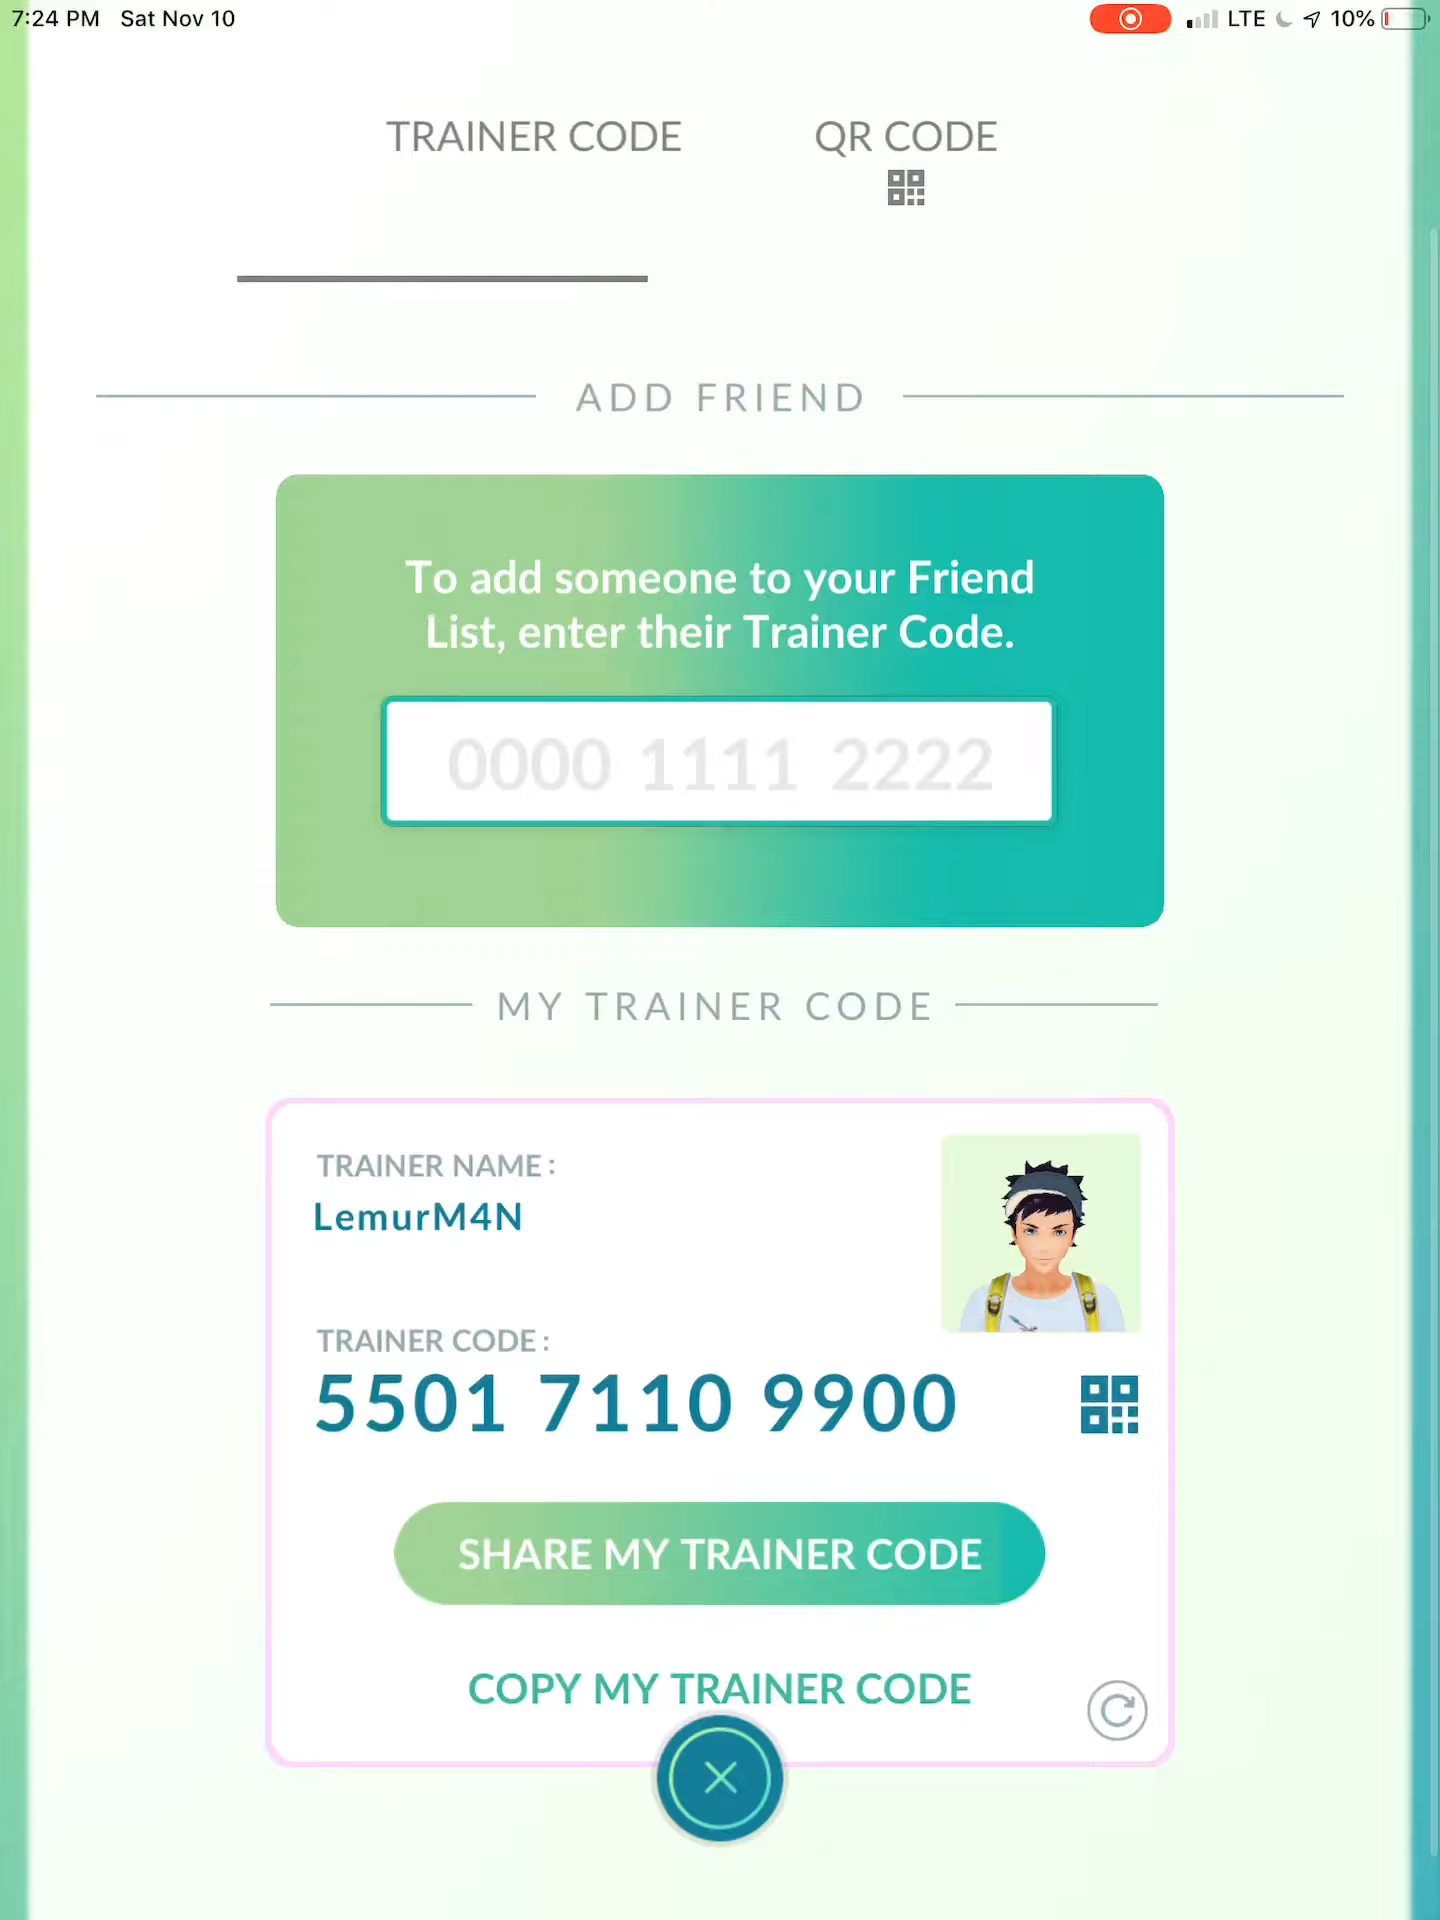 7:24 PM Sat Nov 10 LTE 10%
TRAINER CODE QR CODE
ADD FRIEND
To add someone to your Friend
List, enter their Trainer Code.
0000 1111 2222
MY TRAINER CODE
TRAINER NAME:
LemurM4N
TRAINER CODE:
5501 7110 9900
SHARE MY TRAINER CODE
COPY MY TRAINER CODE